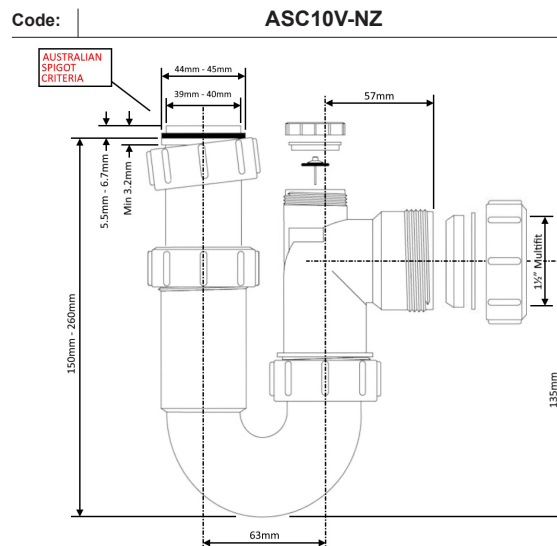 Code: ASC10V-NZ
AUSTRALIAN
SPIGOT
CRITERIA
44mm - 45mm
39mm - 40mm
57mm
5.5mm - 6.7mm
Min 3.2mm
1½" Multifit
150mm - 260mm
135mm
63mm